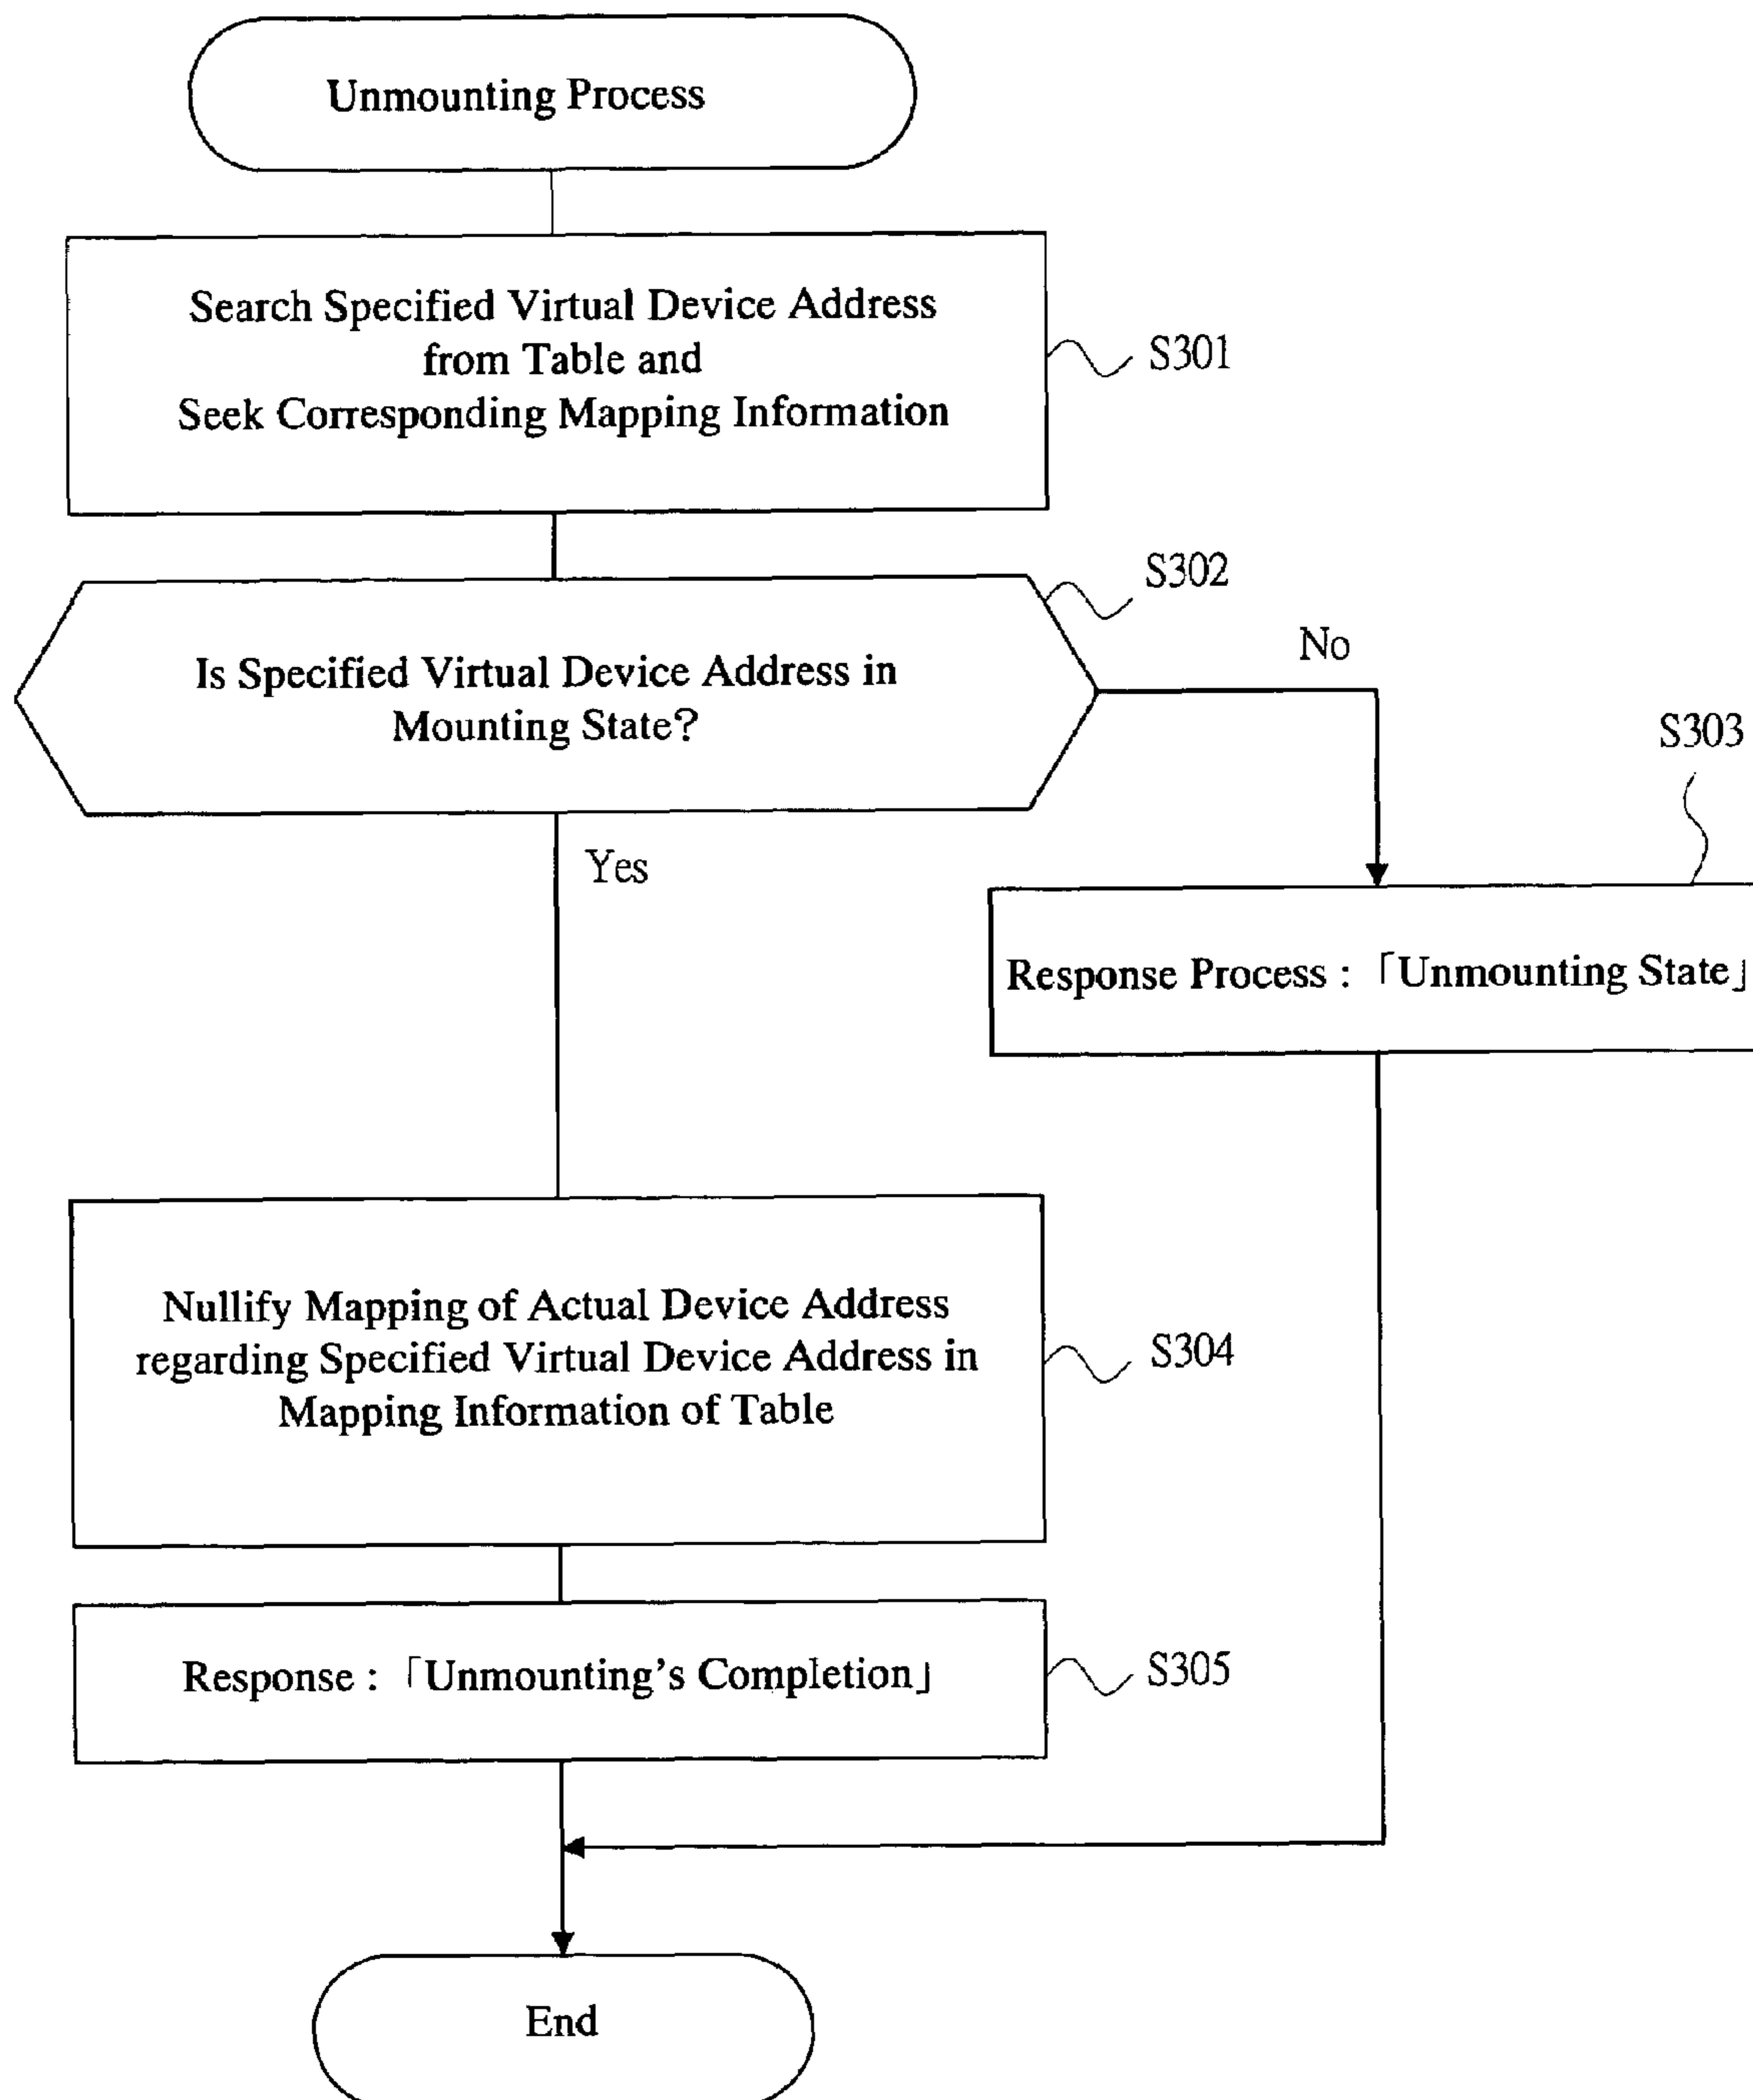 Unmounting Process
Search Specified Virtual Device Address
from Table and
Seek Corresponding Mapping Information
S301
S302
Is Specified Virtual Device Address in
Mounting State?
No
Yes
S303
Response Process : ｢Unmounting State｣
Nullify Mapping of Actual Device Address
regarding Specified Virtual Device Address in
Mapping Information of Table
S304
Response : ｢Unmounting's Completion｣
S305
End